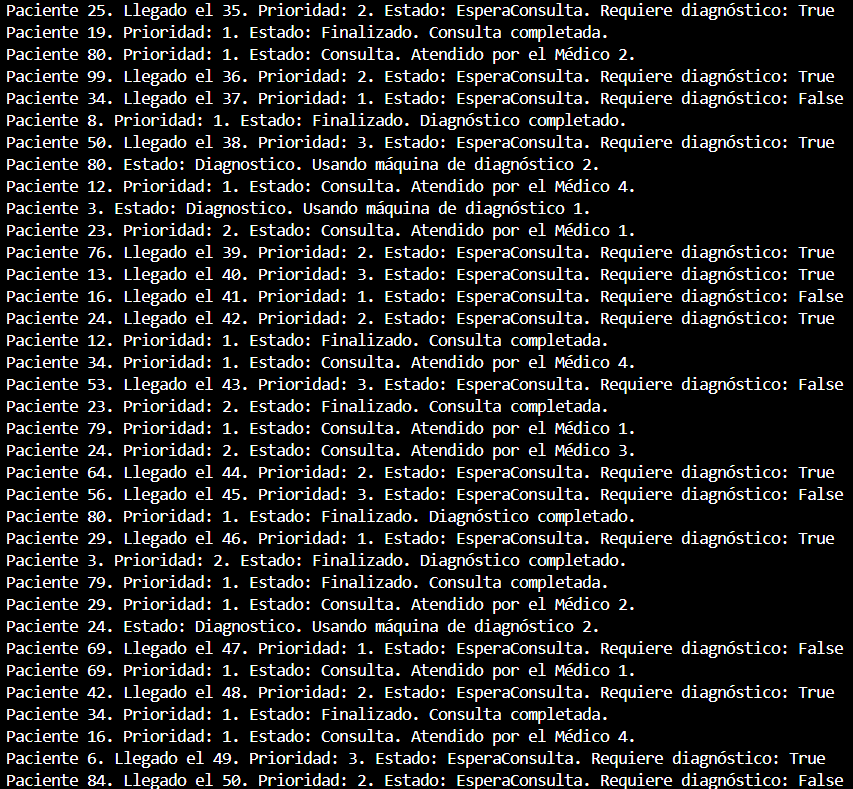 Paciente 25. Llegado el 35. Prioridad: 2. Estado: EsperaConsulta. Requiere diagnóstico: True
Paciente 19. Prioridad: 1. Estado: Finalizado. Consulta completada.
Paciente 80. Prioridad: 1. Estado: Consulta. Atendido por el Médico 2.
Paciente 99. Llegado el 36. Prioridad: 2. Estado: EsperaConsulta. Requiere diagnóstico: True
Paciente 34. Llegado el 37. Prioridad: 1. Estado: EsperaConsulta. Requiere diagnóstico: False
Paciente 8. Prioridad: 1. Estado: Finalizado. Diagnóstico completado.
Paciente 50. Llegado el 38. Prioridad: 3. Estado: EsperaConsulta. Requiere diagnóstico: True
Paciente 80. Estado: Diagnostico. Usando máquina de diagnóstico 2.
Paciente 12. Prioridad: 1. Estado: Consulta. Atendido por el Médico 4.
Paciente 3. Estado: Diagnostico. Usando máquina de diagnóstico 1.
Paciente 23. Prioridad: 2. Estado: Consulta. Atendido por el Médico 1.
Paciente 76. Llegado el 39. Prioridad: 2. Estado: EsperaConsulta. Requiere diagnóstico: True
Paciente 13. Llegado el 40. Prioridad: 3. Estado: EsperaConsulta. Requiere diagnóstico: True
Paciente 16. Llegado el 41. Prioridad: 1. Estado: EsperaConsulta. Requiere diagnóstico: False
Paciente 24. Llegado el 42. Prioridad: 2. Estado: EsperaConsulta. Requiere diagnóstico: True
Paciente 12. Prioridad: 1. Estado: Finalizado. Consulta completada.
Paciente 34. Prioridad: 1. Estado: Consulta. Atendido por el Médico 4.
Paciente 53. Llegado el 43. Prioridad: 3. Estado: EsperaConsulta. Requiere diagnóstico: False
Paciente 23. Prioridad: 2. Estado: Finalizado. Consulta completada.
Paciente 79. Prioridad: 1. Estado: Consulta. Atendido por el Médico 1.
Paciente 24. Prioridad: 2. Estado: Consulta. Atendido por el Médico 3.
Paciente 64. Llegado el 44. Prioridad: 2. Estado: EsperaConsulta. Requiere diagnóstico: True
Paciente 56. Llegado el 45. Prioridad: 3. Estado: EsperaConsulta. Requiere diagnóstico: False
Paciente 80. Prioridad: 1. Estado: Finalizado. Diagnóstico completado.
Paciente 29. Llegado el 46. Prioridad: 1. Estado: EsperaConsulta. Requiere diagnóstico: True
Paciente 3. Prioridad: 2. Estado: Finalizado. Diagnóstico completado.
Paciente 79. Prioridad: 1. Estado: Finalizado. Consulta completada.
Paciente 29. Prioridad: 1. Estado: Consulta. Atendido por el Médico 2.
Paciente 24. Estado: Diagnostico. Usando máquina de diagnóstico 2.
Paciente 69. Llegado el 47. Prioridad: 1. Estado: EsperaConsulta. Requiere diagnóstico: False
Paciente 69. Prioridad: 1. Estado: Consulta. Atendido por el Médico 1.
Paciente 42. Llegado el 48. Prioridad: 2. Estado: EsperaConsulta. Requiere diagnóstico: True
Paciente 34. Prioridad: 1. Estado: Finalizado. Consulta completada.
Paciente 16. Prioridad: 1. Estado: Consulta. Atendido por el Médico 4.
Paciente 6. Llegado el 49. Prioridad: 3. Estado: EsperaConsulta. Requiere diagnóstico: True
Paciente 84. Llegado el 50. Prioridad: 2. Estado: EsperaConsulta. Requiere diagnóstico: False